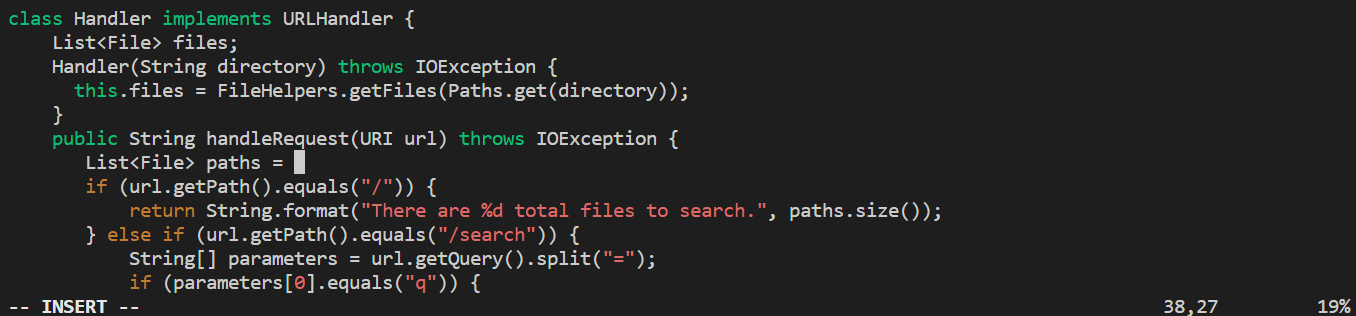 class Handler implements URLHandler {
    List<File> files;
    Handler(String directory) throws IOException {
      this.files = FileHelpers.getFiles(Paths.get(directory));
    }
    public String handleRequest(URI url) throws IOException {
       List<File> paths = 
       if (url.getPath().equals("/")) {
           return String.format("There are %d total files to search.", paths.size());
       } else if (url.getPath().equals("/search")) {
           String[] parameters = url.getQuery().split("=");
           if (parameters[0].equals("q")) {
-- INSERT -- 38,27 19%